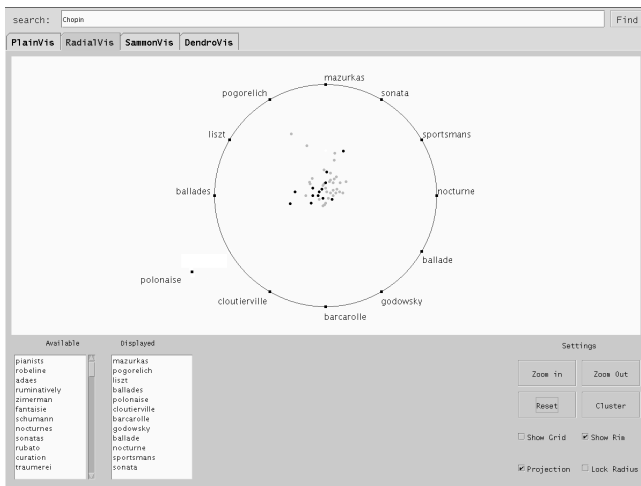 search: Chopin Find
PlainVis RadialVis SammonVis DendroVis
mazurkas
pogorelich sonata
liszt sportsmans
ballades nocturne
ballade
polonaise
cloutierville godowsky
barcarolle
Available Displayed Settings
pianists mazurkas
robeline pogorelich
adaes liszt
ruminatively ballades
zimerman polonaise
fantaisie cloutierville
schumann barcarolle
nocturnes godowsky
sonatas ballade
rubato nocturne
curation sportsmans
traumerei sonata
Zoom in Zoom Out
Reset Cluster
Show Grid Show Rim
Projection Lock Radius